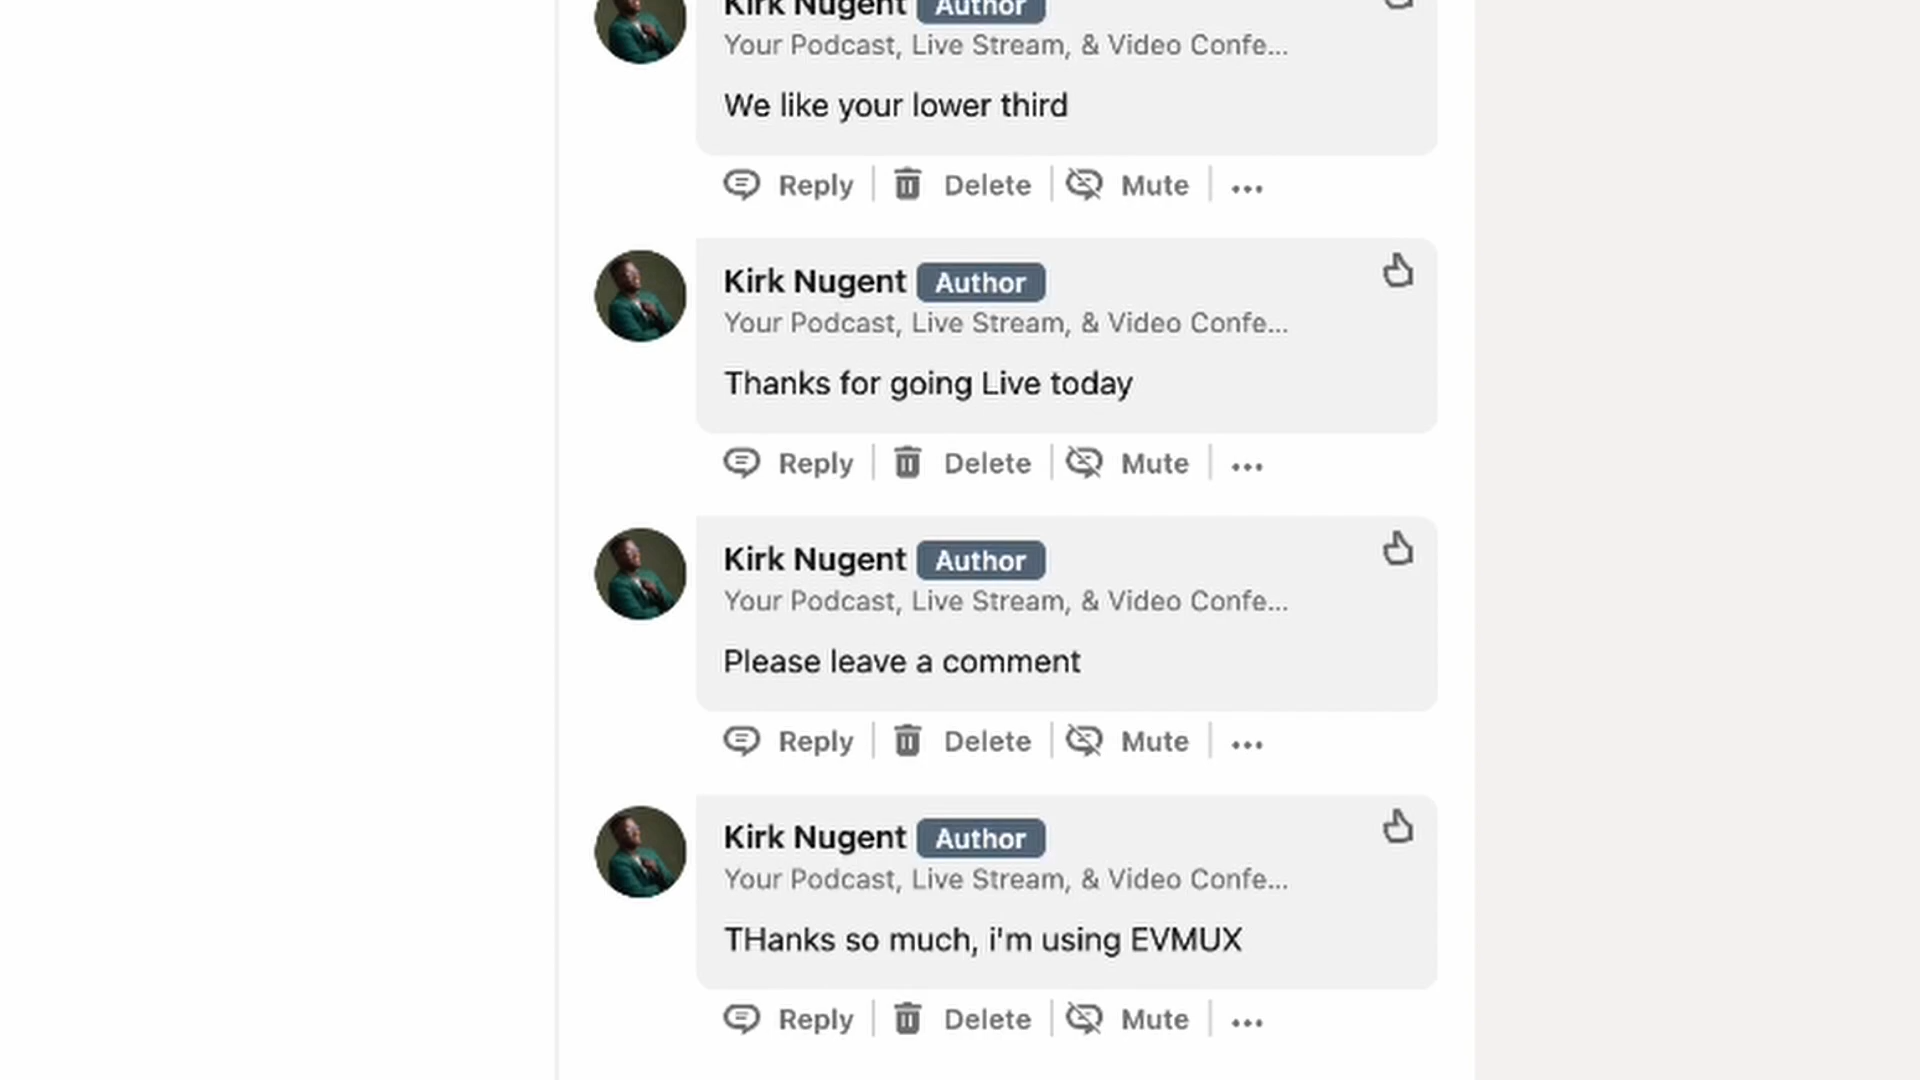 Kirk Nugent Author
Your Podcast, Live Stream, & Video Confe...
We like your lower third
Reply Delete Mute ...
Kirk Nugent Author
Your Podcast, Live Stream, & Video Confe...
Thanks for going Live today
Reply Delete Mute ...
Kirk Nugent Author
Your Podcast, Live Stream, & Video Confe...
Please leave a comment
Reply Delete Mute ...
Kirk Nugent Author
Your Podcast, Live Stream, & Video Confe...
THanks so much, i'm using EVMUX
Reply Delete Mute ...